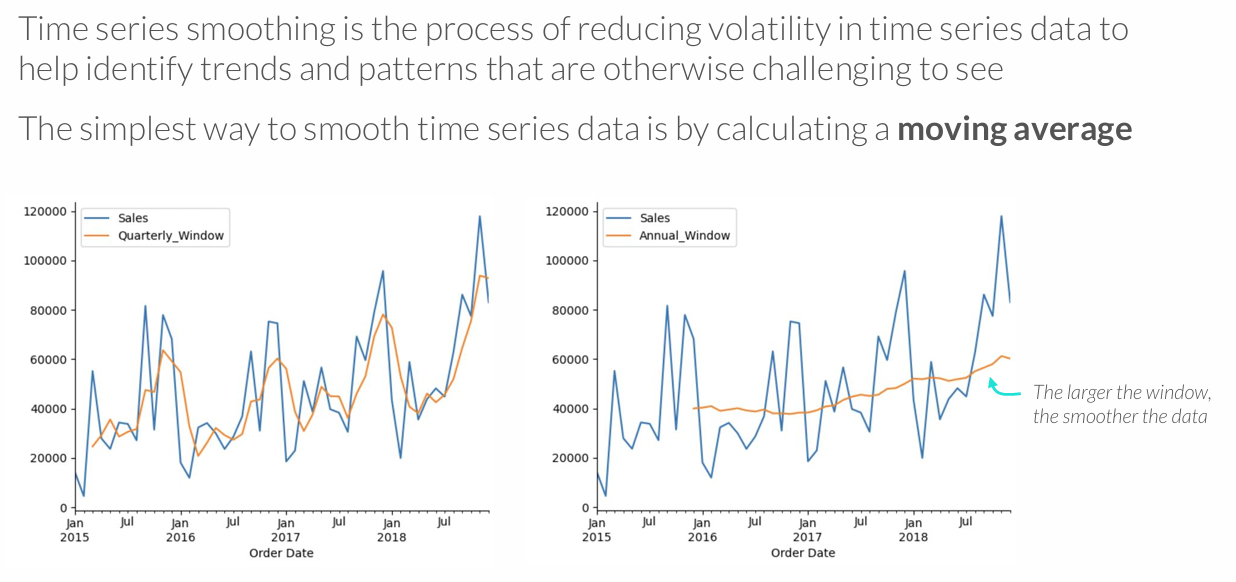 Time series smoothing is the process of reducing volatility in time series data to
help identify trends and patterns that are otherwise challenging to see
The simplest way to smooth time series data is by calculating a moving average
120000
100000
80000
60000
40000
20000
0
Sales
Quarterly_Window
Jan Jul Jan Jul Jan Jul Jan Jul
2015 2016 2017 2018
Order Date
120000
100000
80000
60000
40000
20000
0
Sales
Annual_Window
Jan Jul Jan Jul Jan Jul Jan Jul
2015 2016 2017 2018
Order Date
The larger the window,
the smoother the data